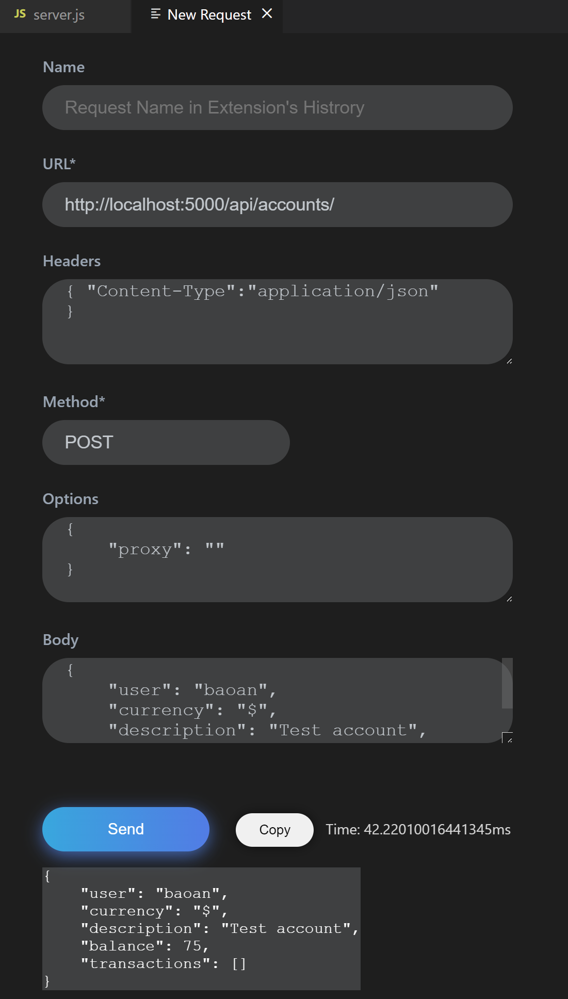 JS server.js
New Request
Name
Request Name in Extension's Histrory
URL*
http://localhost:5000/api/accounts/
Headers
{ "Content-Type":"application/json"
}
Method*
POST
Options
{
    "proxy": ""
}
Body
{
    "user": "baoan",
    "currency": "$",
    "description": "Test account",
Send
Copy
Time: 42.22010016441345ms
{
    "user": "baoan",
    "currency": "$",
    "description": "Test account",
    "balance": 75,
    "transactions": []
}